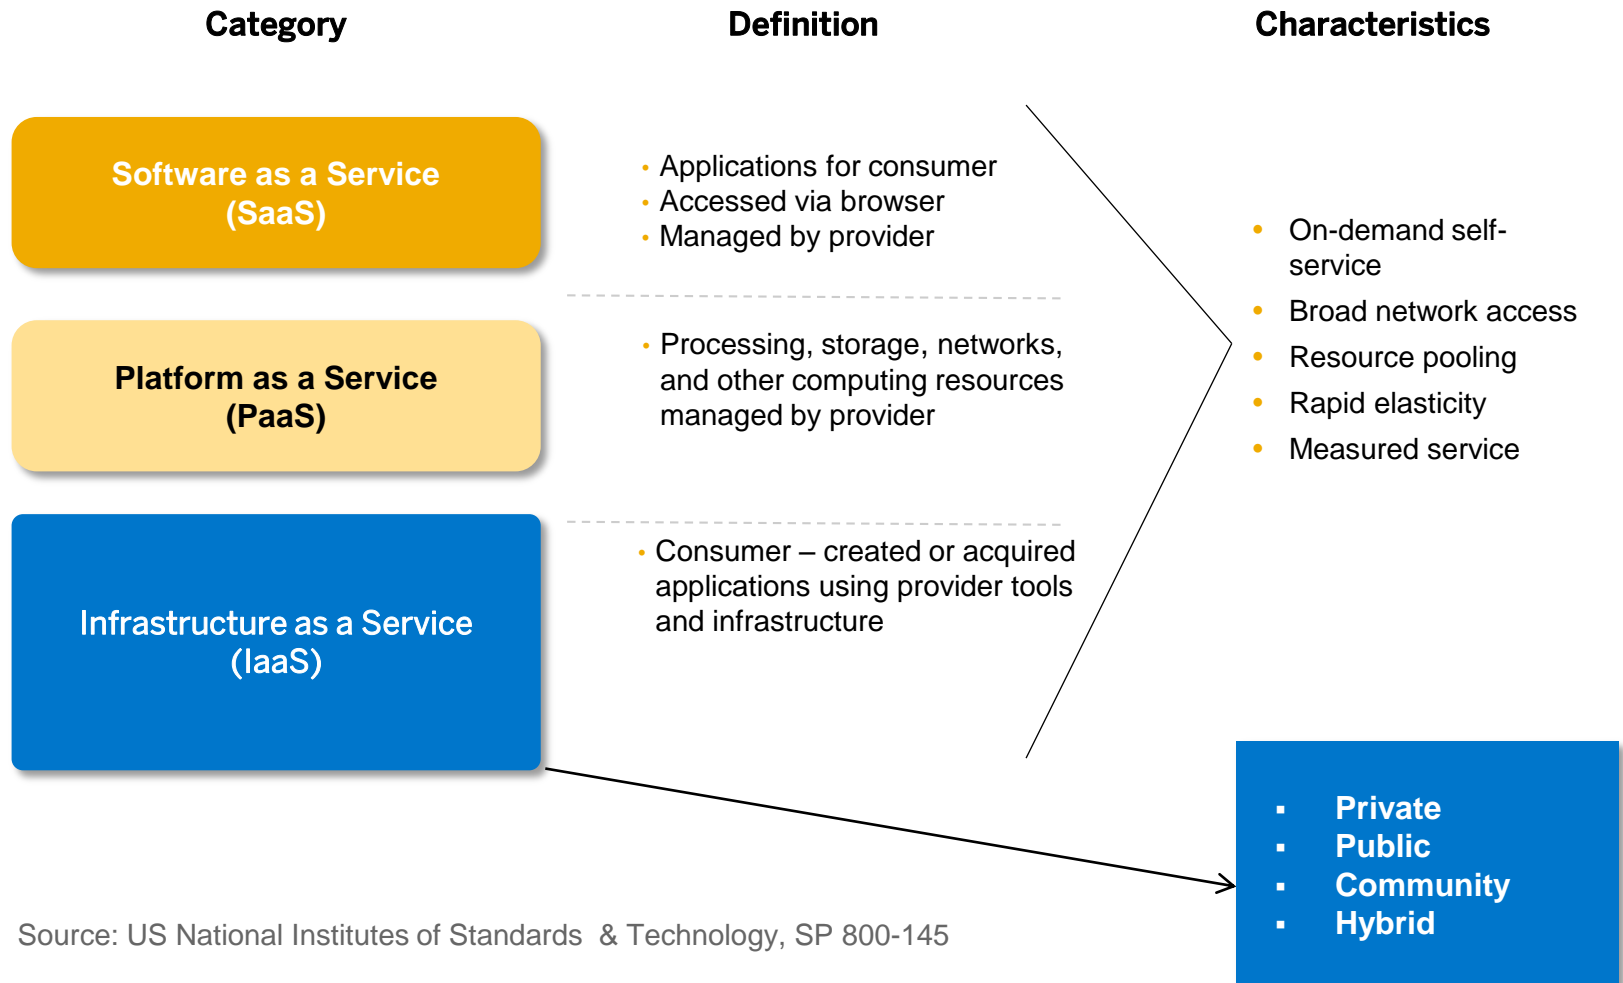 Category
Definition
Characteristics
Software as a Service
(SaaS)
• Applications for consumer
• Accessed via browser
• Managed by provider
Platform as a Service
(PaaS)
• Processing, storage, networks,
and other computing resources
managed by provider
Infrastructure as a Service
(IaaS)
• Consumer – created or acquired
applications using provider tools
and infrastructure
• On-demand self-
service
• Broad network access
• Resource pooling
• Rapid elasticity
• Measured service
▪ Private
▪ Public
▪ Community
▪ Hybrid
Source: US National Institutes of Standards & Technology, SP 800-145